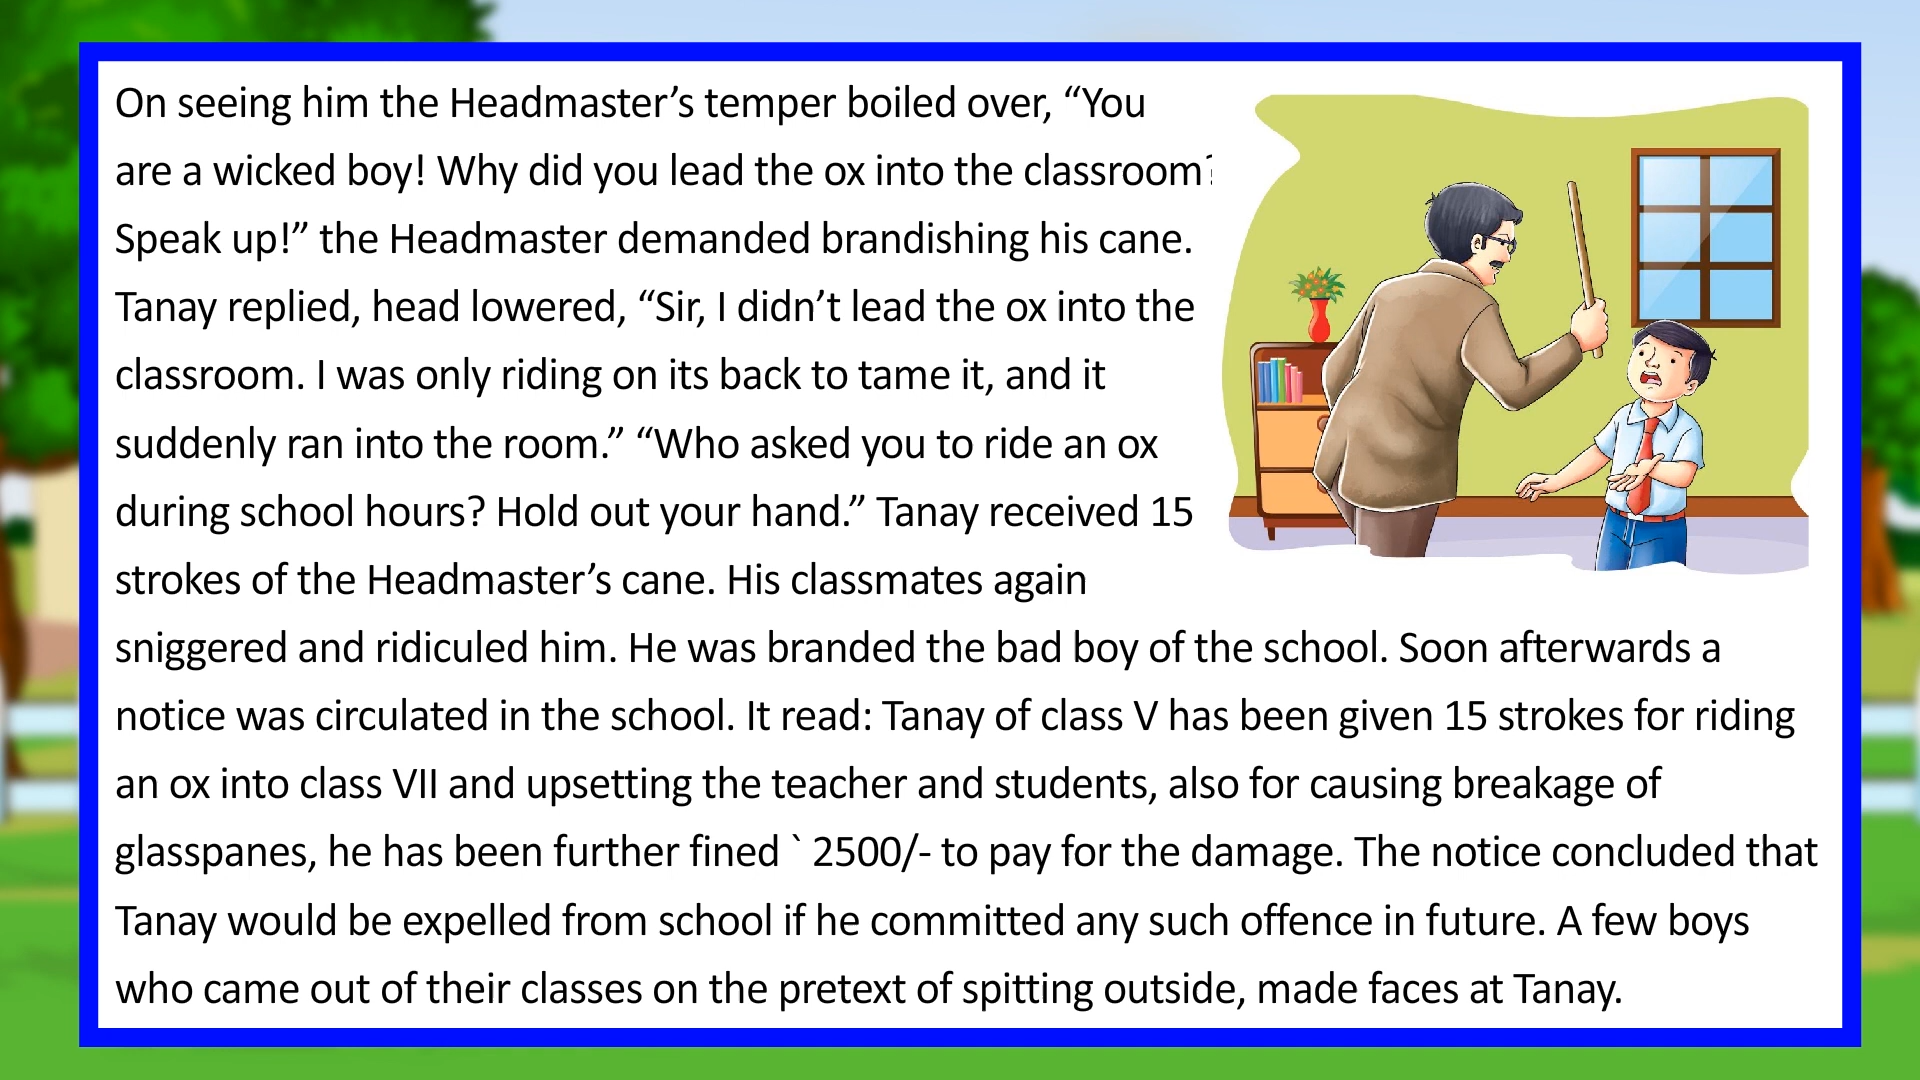 On seeing him the Headmaster’s temper boiled over, “You
are a wicked boy! Why did you lead the ox into the classroom?
Speak up!” the Headmaster demanded brandishing his cane.
Tanay replied, head lowered, “Sir, I didn’t lead the ox into the
classroom. I was only riding on its back to tame it, and it
suddenly ran into the room.” “Who asked you to ride an ox
during school hours? Hold out your hand.” Tanay received 15
strokes of the Headmaster’s cane. His classmates again
sniggered and ridiculed him. He was branded the bad boy of the school. Soon afterwards a
notice was circulated in the school. It read: Tanay of class V has been given 15 strokes for riding
an ox into class VII and upsetting the teacher and students, also for causing breakage of
glasspanes, he has been further fined ` 2500/- to pay for the damage. The notice concluded that
Tanay would be expelled from school if he committed any such offence in future. A few boys
who came out of their classes on the pretext of spitting outside, made faces at Tanay.